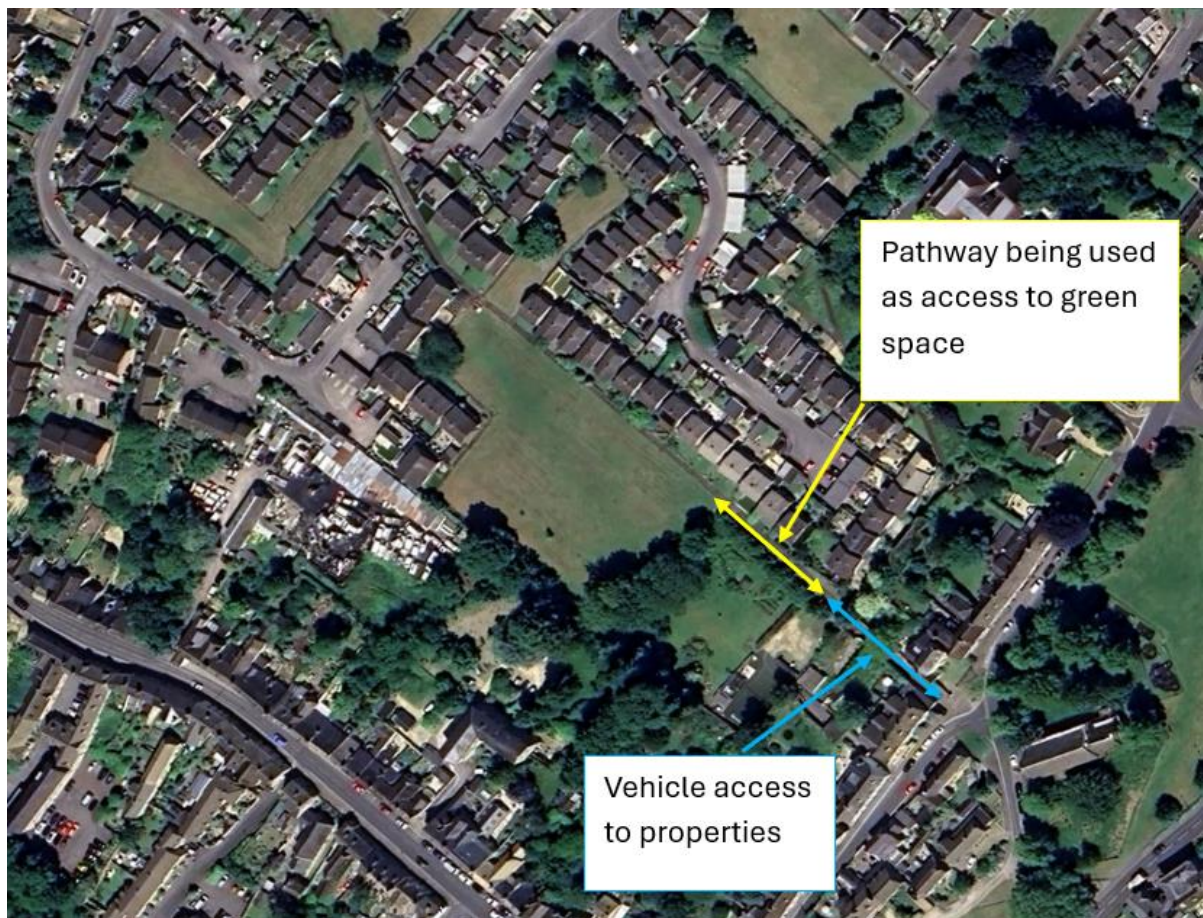 Pathway being used
as access to green
space
Vehicle access
to properties